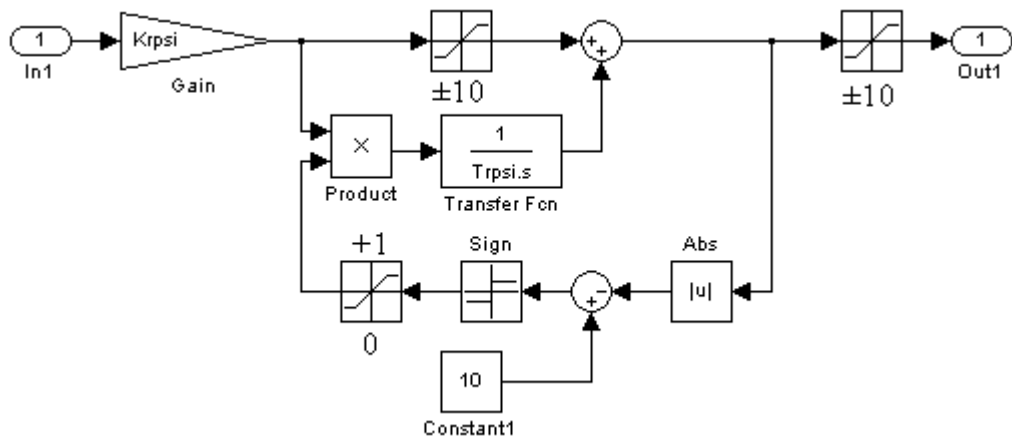 1
In1
Krpsi
Gain
±10
+
+
±10
1
Out1
×
Product
1
Trpsi.s
Transfer Fcn
+1
0
Sign
−
+
Abs
|u|
10
Constant1